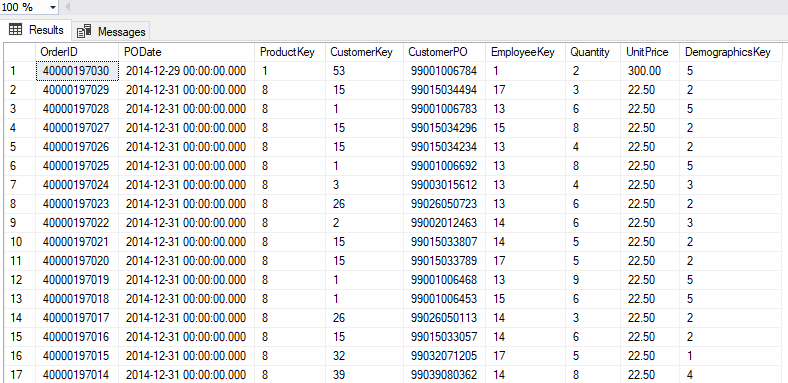 100 %
Results Messages
OrderID PODate ProductKey CustomerKey CustomerPO EmployeeKey Quantity UnitPrice DemographicsKey
1 40000197030 2014-12-29 00:00:00.000 1 53 99001006784 1 2 300.00 5
2 40000197029 2014-12-31 00:00:00.000 8 15 99015034494 17 3 22.50 2
3 40000197028 2014-12-31 00:00:00.000 8 1 99001006783 13 6 22.50 5
4 40000197027 2014-12-31 00:00:00.000 8 15 99015034296 15 8 22.50 2
5 40000197026 2014-12-31 00:00:00.000 8 15 99015034234 13 4 22.50 2
6 40000197025 2014-12-31 00:00:00.000 8 1 99001006692 13 8 22.50 5
7 40000197024 2014-12-31 00:00:00.000 8 3 99003015612 13 4 22.50 3
8 40000197023 2014-12-31 00:00:00.000 8 26 99026050723 13 6 22.50 2
9 40000197022 2014-12-31 00:00:00.000 8 2 99002012463 14 6 22.50 3
10 40000197021 2014-12-31 00:00:00.000 8 15 99015033807 14 5 22.50 2
11 40000197020 2014-12-31 00:00:00.000 8 15 99015033789 17 5 22.50 2
12 40000197019 2014-12-31 00:00:00.000 8 1 99001006468 13 9 22.50 5
13 40000197018 2014-12-31 00:00:00.000 8 1 99001006453 15 6 22.50 5
14 40000197017 2014-12-31 00:00:00.000 8 26 99026050113 14 3 22.50 2
15 40000197016 2014-12-31 00:00:00.000 8 15 99015033057 14 6 22.50 2
16 40000197015 2014-12-31 00:00:00.000 8 32 99032071205 17 5 22.50 1
17 40000197014 2014-12-31 00:00:00.000 8 39 99039080362 14 8 22.50 4